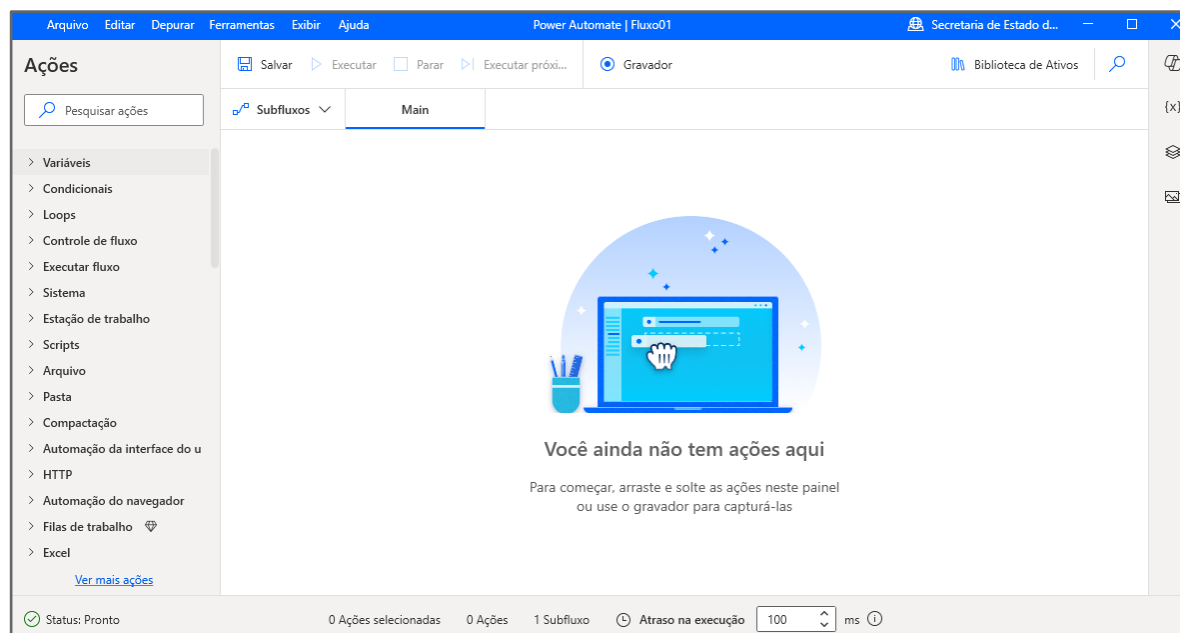 Arquivo Editar Depurar Ferramentas Exibir Ajuda Power Automate | Fluxo01 Secretaria de Estado d...
Ações
Salvar Executar Parar Executar próxi... Gravador Biblioteca de Ativos
Pesquisar ações
Subfluxos Main
{x}
Variáveis
Condicionais
Loops
Controle de fluxo
Executar fluxo
Sistema
Estação de trabalho
Scripts
Arquivo
Pasta
Compactação
Automação da interface do u
HTTP
Automação do navegador
Filas de trabalho
Excel
Ver mais ações
Você ainda não tem ações aqui
Para começar, arraste e solte as ações neste painel
ou use o gravador para capturá-las
Status: Pronto 0 Ações selecionadas 0 Ações 1 Subfluxo Atraso na execução 100 ms